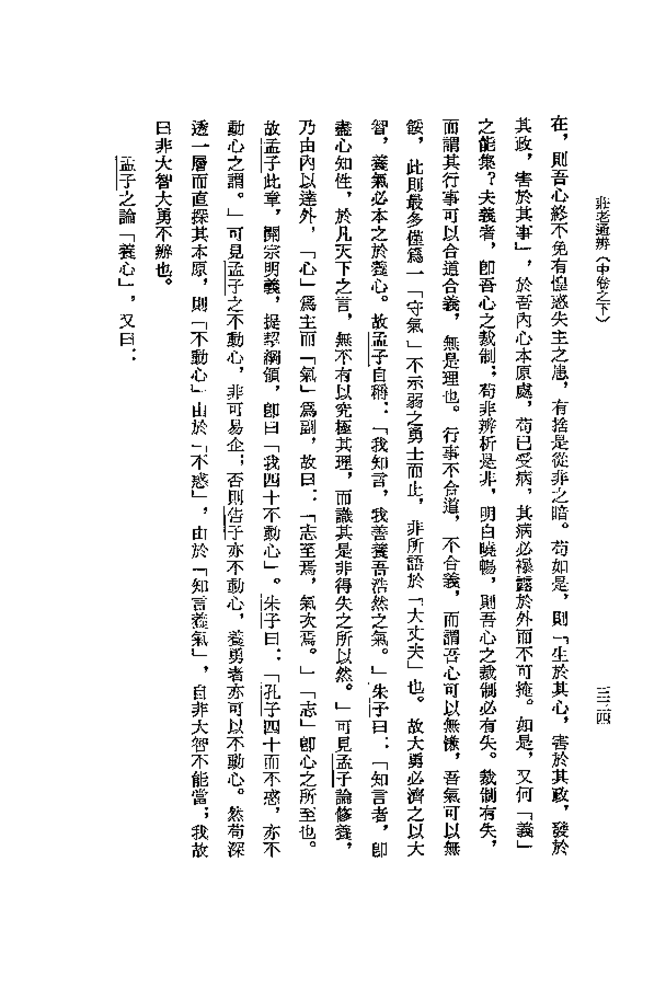 莊老通辨（中卷之下）
三三四
在，則吾心終不免有惶惑失主之患，有捨是從非之暗。苟如是，則「生於其心，害於其政，發於
其政，害於其事」，於吾內心本原處，苟已受病，其病必襮露於外而不可掩。如是，又何「義」
之能集？夫義者，卽吾心之裁制；苟非辨析是非，明白曉暢，則吾心之裁制必有失。裁制有失，
而謂其行事可以合道合義，無是理也。行事不合道，不合義，而謂吾心可以無慊，吾氣可以無
餒，此則最多僅爲一「守氣」不示弱之勇士而止，非所語於「大丈夫」也。故大勇必濟之以大
智，養氣必本之於養心。故孟子自稱：「我知言，我善養吾浩然之氣。」朱子曰：「知言者，卽
盡心知性，於凡天下之言，無不有以究極其理，而識其是非得失之所以然。」可見孟子論修養，
乃由內以達外，「心」爲主而「氣」爲副，故曰：「志至焉，氣次焉。」「志」卽心之所至也。
故孟子此章，開宗明義，提挈綱領，卽曰「我四十不動心」。朱子曰：「孔子四十而不惑，亦不
動心之謂。」可見孟子之不動心，非可易企；否則告子亦不動心，養勇者亦可以不動心。然苟深
透一層而直探其本原，則「不動心」由於「不惑」，由於「知言養氣」，自非大智不能當；我故
曰非大智大勇不辦也。
孟子之論「養心」，又曰：